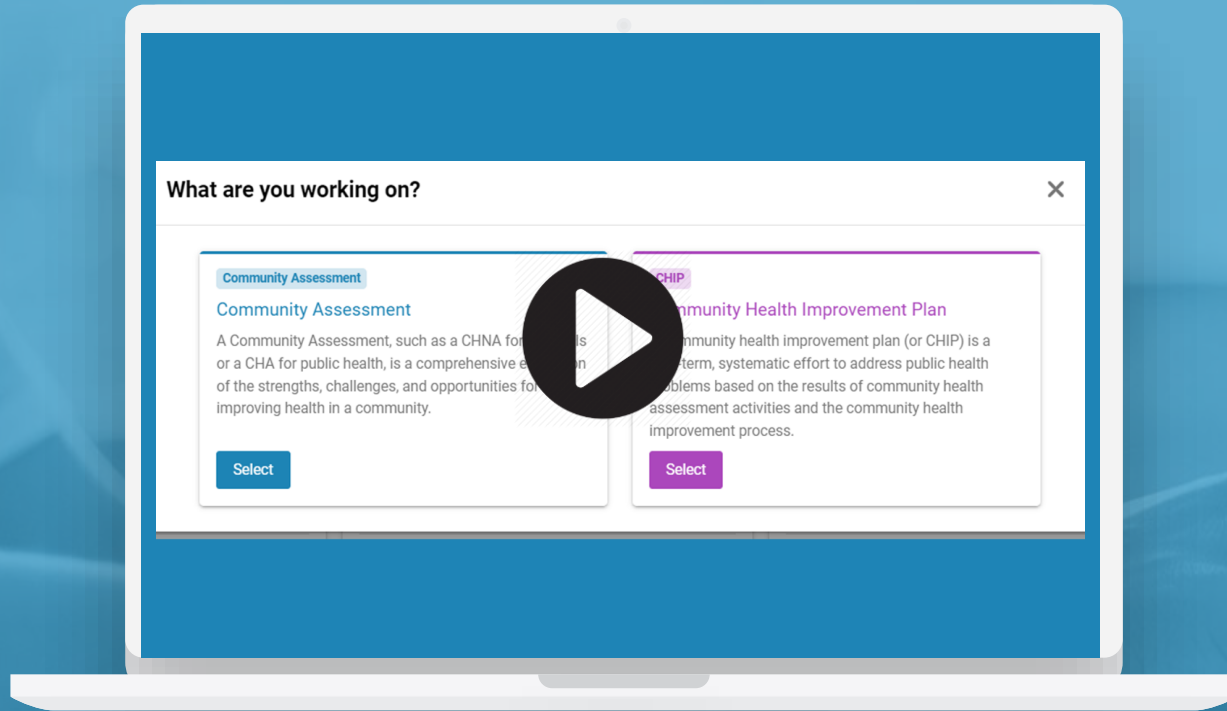 What are you working on?
Community Assessment
Community Assessment
A Community Assessment, such as a CHNA for
or a CHA for public health, is a comprehensive
of the strengths, challenges, and opportunities for
improving health in a community.
Select
CHIP
Health Improvement Plan
health improvement plan (or CHIP) is a
systematic effort to address public health
based on the results of community health
assessment activities and the community health
improvement process.
Select